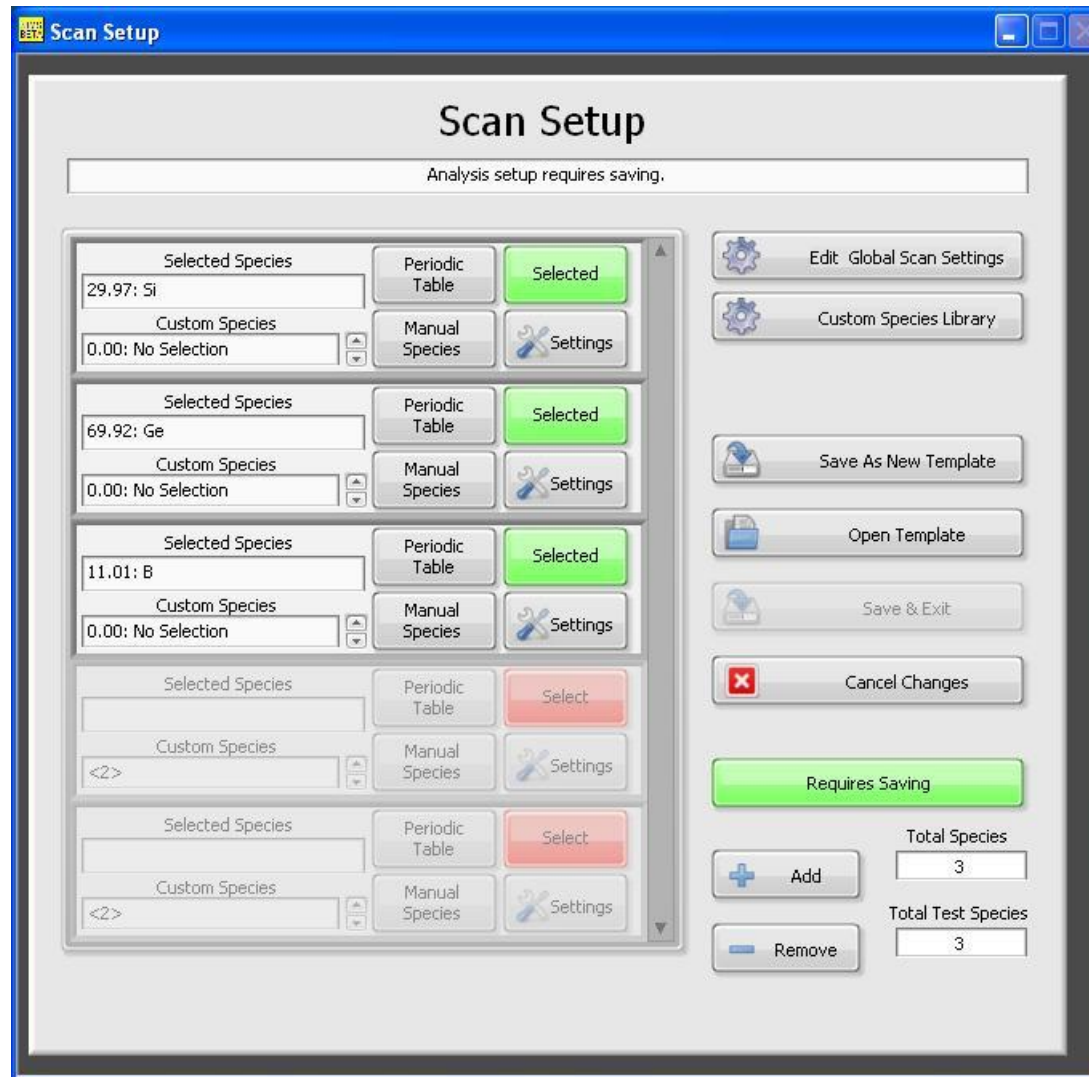 Scan Setup
Scan Setup
Analysis setup requires saving.
Selected Species
29.97: Si
Custom Species
0.00: No Selection
Periodic
Table
Selected
Manual
Species
Settings
Selected Species
69.92: Ge
Custom Species
0.00: No Selection
Periodic
Table
Selected
Manual
Species
Settings
Selected Species
11.01: B
Custom Species
0.00: No Selection
Periodic
Table
Selected
Manual
Species
Settings
Selected Species
Custom Species
<2>
Periodic
Table
Select
Manual
Species
Settings
Selected Species
Custom Species
<2>
Periodic
Table
Select
Manual
Species
Settings
Edit Global Scan Settings
Custom Species Library
Save As New Template
Open Template
Save & Exit
Cancel Changes
Requires Saving
Add
Remove
Total Species
3
Total Test Species
3